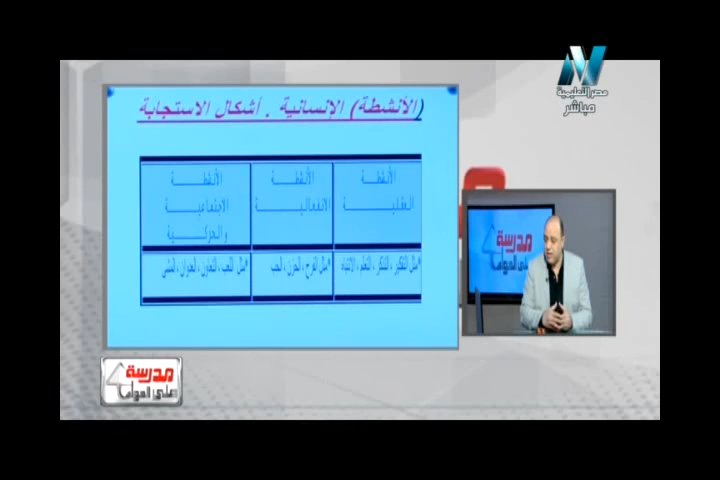 (الأنشطة) الإنسانية . أشكال الاستجابة
الأنشطة العقلية
الأنشطة الانفعالية
الأنشطة الاجتماعية والحركية
*مثل التفكير ، التذكر ، التعلم ، الانتباه
*مثل الفرح ، الحزن ، الحب
*مثل اللعب ، التعاون ، العدوان ، المشى
مصر التعليمية
مباشر
مدرسة
على الهواء
مدرسة
على الهواء